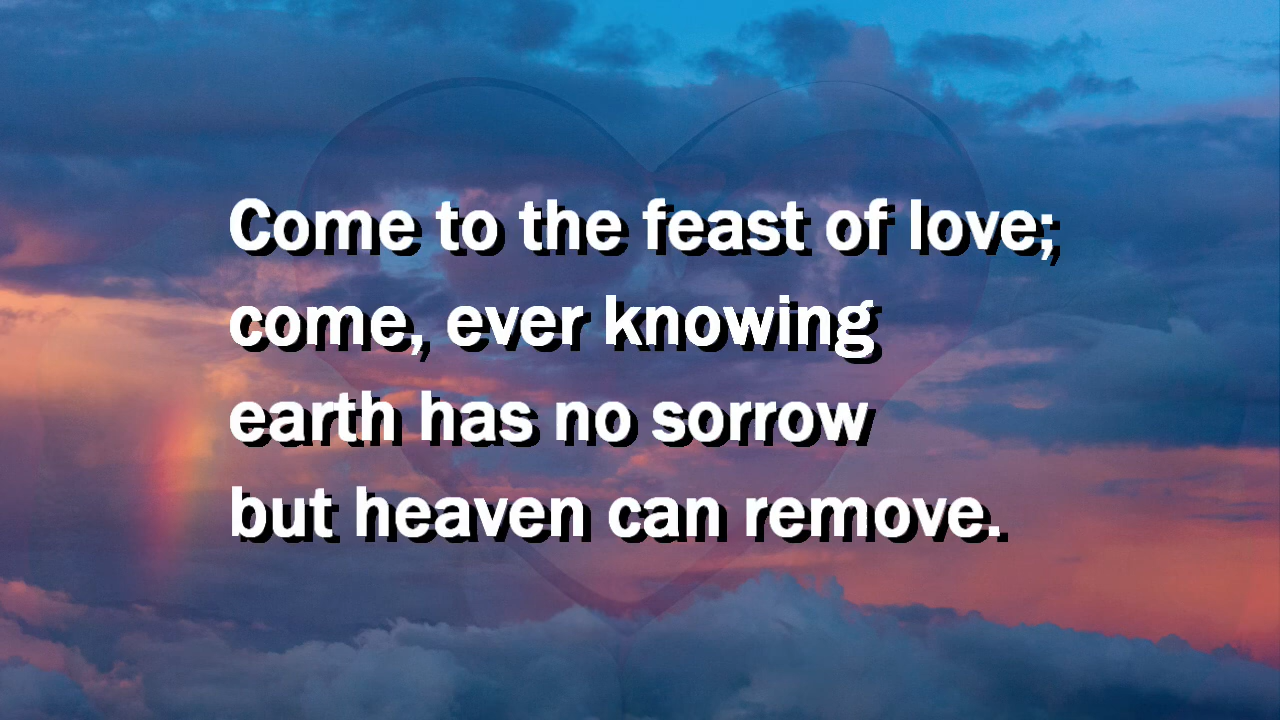 Come to the feast of love;
come, ever knowing
earth has no sorrow
but heaven can remove.